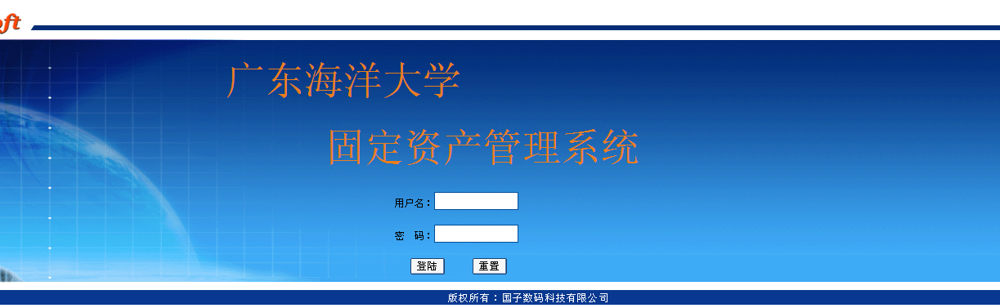 oft
广东海洋大学
固定资产管理系统
用户名：
密　码：
登陆
重置
版权所有：国子数码科技有限公司